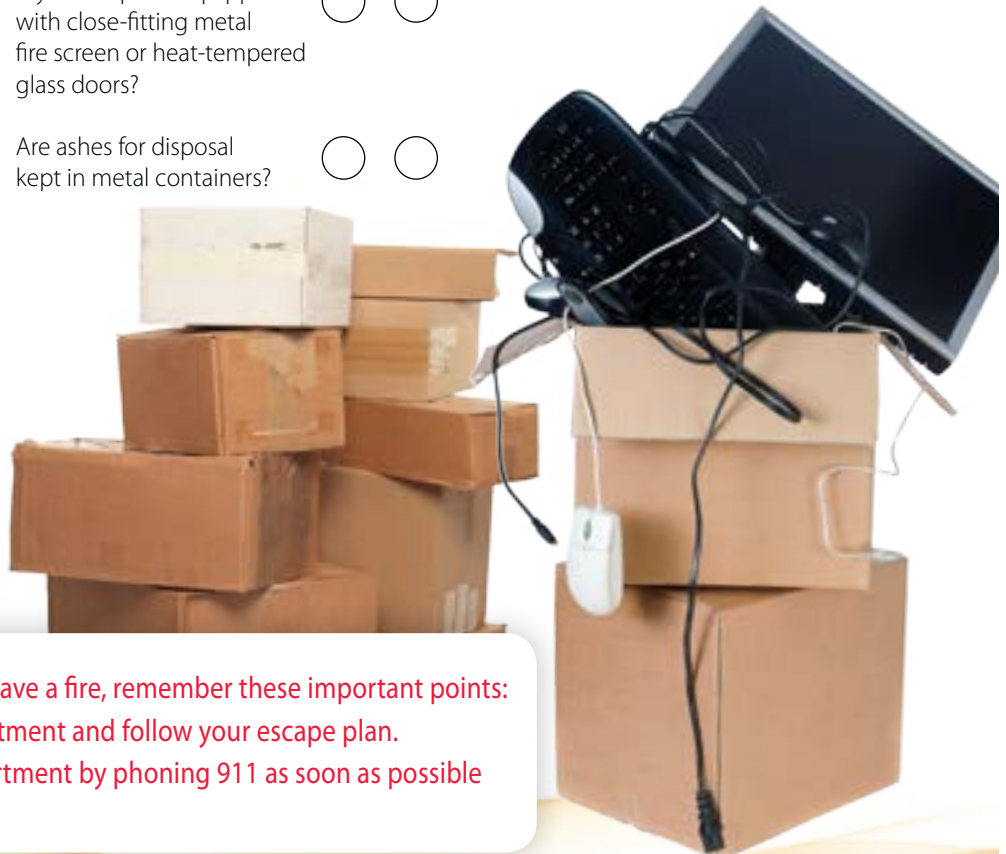 with close-fitting metal
fire screen or heat-tempered
glass doors?
Are ashes for disposal
kept in metal containers?
ave a fire, remember these important points:
tment and follow your escape plan.
rtment by phoning 911 as soon as possible